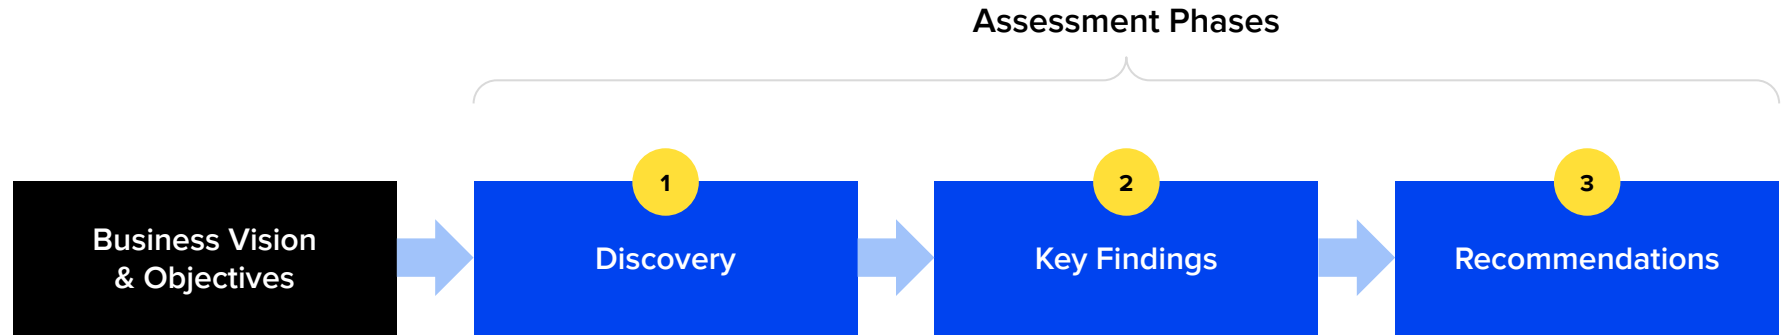 Assessment Phases
1
2
3
Business Vision
& Objectives
Discovery
Key Findings
Recommendations